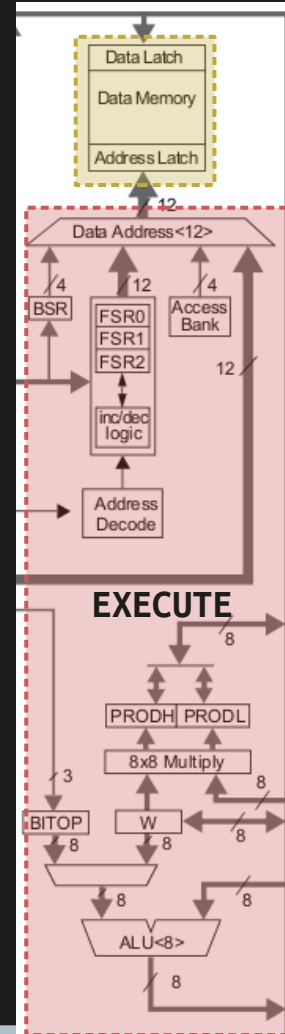 Data Latch
Data Memory
Address Latch
12
Data Address<12>
4
12
4
BSR
FSR0
FSR1
FSR2
inc/dec
logic
Access
Bank
12
Address
Decode
EXECUTE
8
PRODH PRODL
8x8 Multiply
3
8
BITOP
W
8
8
8
8
8
ALU<8>
8